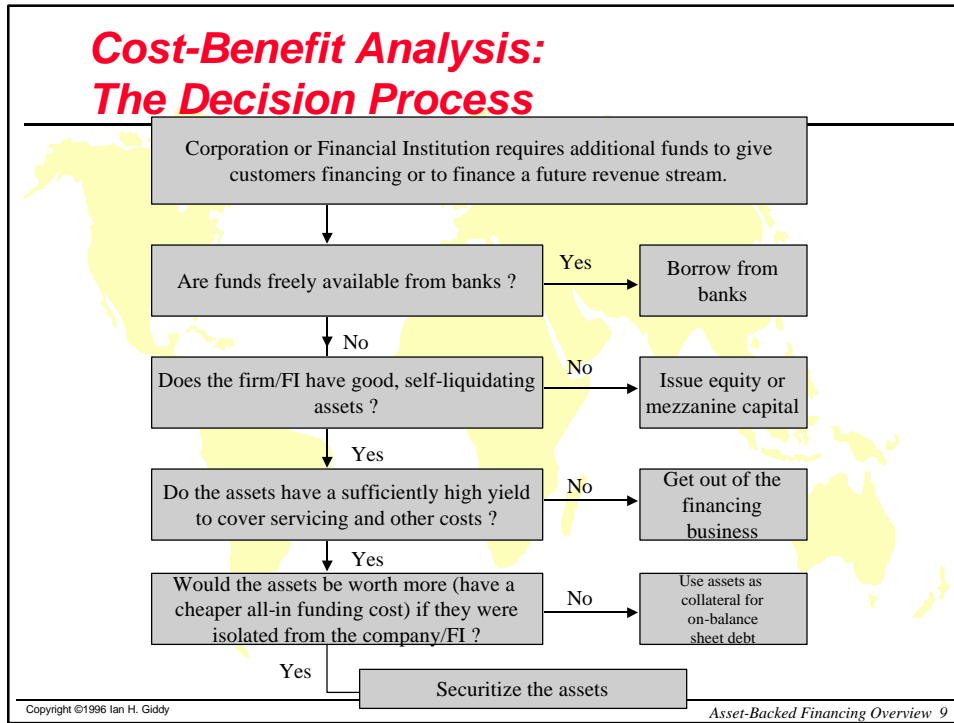 Cost-Benefit Analysis:
The Decision Process
Corporation or Financial Institution requires additional funds to give
customers financing or to finance a future revenue stream.
Are funds freely available from banks ?
Yes
Borrow from
banks
No
Does the firm/FI have good, self-liquidating
assets ?
No
Issue equity or
mezzanine capital
Yes
Do the assets have a sufficiently high yield
to cover servicing and other costs ?
No
Get out of the
financing
business
Yes
Would the assets be worth more (have a
cheaper all-in funding cost) if they were
isolated from the company/FI ?
No
Use assets as
collateral for
on-balance
sheet debt
Yes
Securitize the assets
Copyright ©1996 Ian H. Giddy
Asset-Backed Financing Overview 9